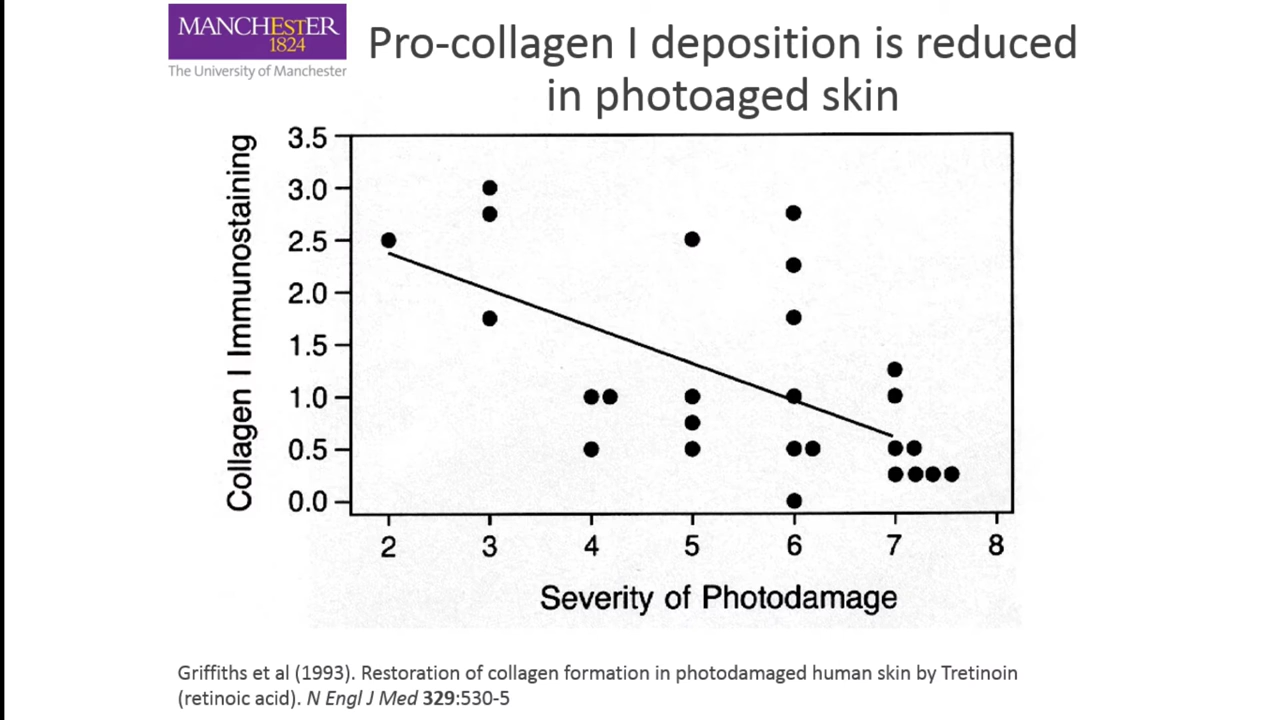 MANCHESTER
1824
The University of Manchester
Pro-collagen I deposition is reduced
in photoaged skin
Collagen I Immunostaining
3.5
3.0
2.5
2.0
1.5
1.0
0.5
0.0
2 3 4 5 6 7 8
Severity of Photodamage
Griffiths et al (1993). Restoration of collagen formation in photodamaged human skin by Tretinoin
(retinoic acid). N Engl J Med 329:530-5